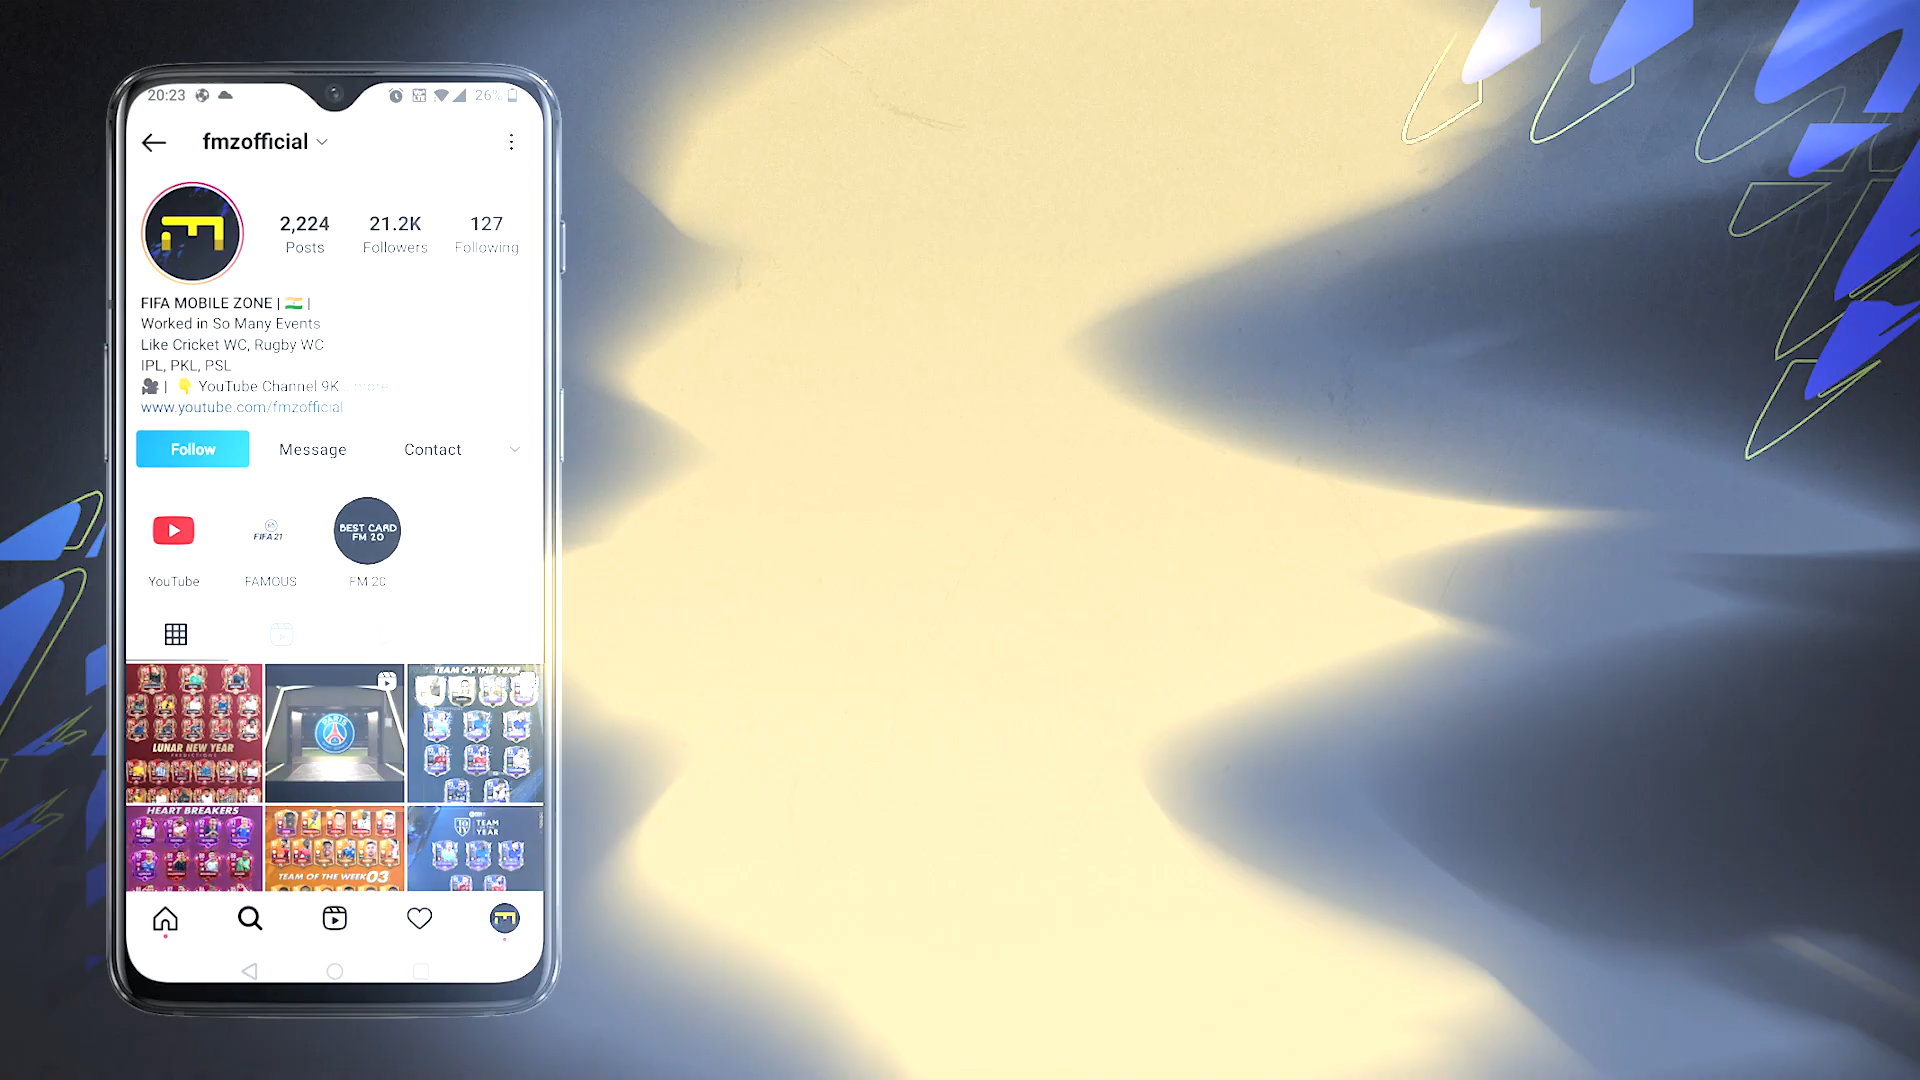 20:23
26%
fmzofficial
2,224
Posts
21.2K
Followers
127
Following
FIFA MOBILE ZONE | 🇮🇳 |
Worked in So Many Events
Like Cricket WC, Rugby WC
IPL, PKL, PSL
🎥 | 👇 YouTube Channel 9K... more
www.youtube.com/fmzofficial
Follow
Message
Contact
FIFA 21
BEST CARD
FM 20
YouTube
FAMOUS
FM 20
LUNAR NEW YEAR
PREDICTIONS
PARIS
TEAM OF THE YEAR
HEART BREAKERS
TEAM OF THE WEEK 03
TEAM
YEAR